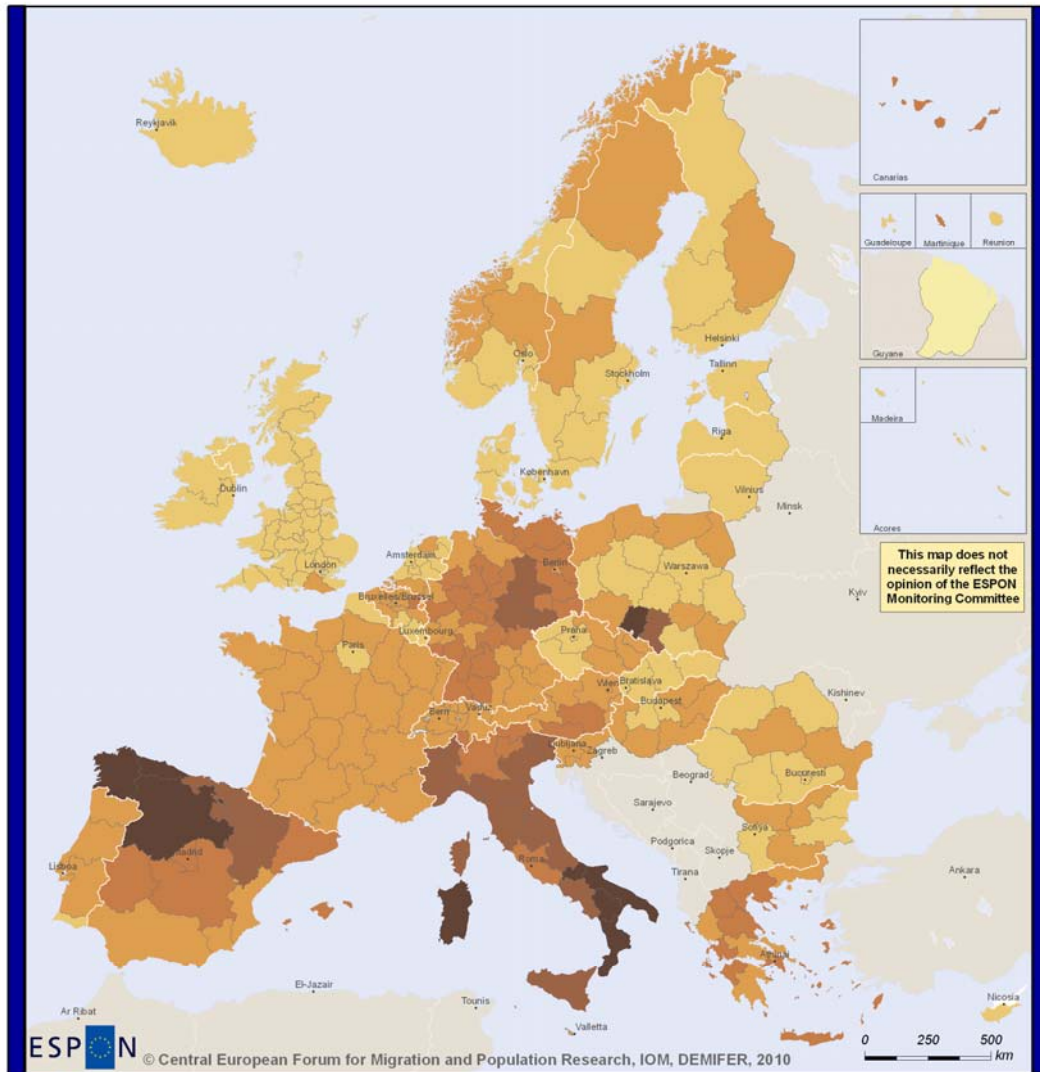 Reykjavik
Canarias
Guadeloupe
Martinique
Reunion
Guyane
Madeira
Acores
This map does not
necessarily reflect the
opinion of the ESPON
Monitoring Committee
Oslo
Helsinki
Tallinn
Stockholm
Riga
København
Vilnius
Minsk
Dublin
London
Amsterdam
Berlin
Warszawa
Bruxelles/Brussel
Kyiv
Luxembourg
Praha
Paris
Wien
Bratislava
Budapest
Kishinev
Bern
Vaduz
Ljubljana
Zagreb
Beograd
Bucuresti
Sarajevo
Sofiya
Podgorica
Skopje
Tirana
Roma
Madrid
Lisboa
Ankara
Athinai
El-Jazair
Tounis
Ar Ribat
Valletta
Nicosia
0 250 500
km
ESPON
© Central European Forum for Migration and Population Research, IOM, DEMIFER, 2010